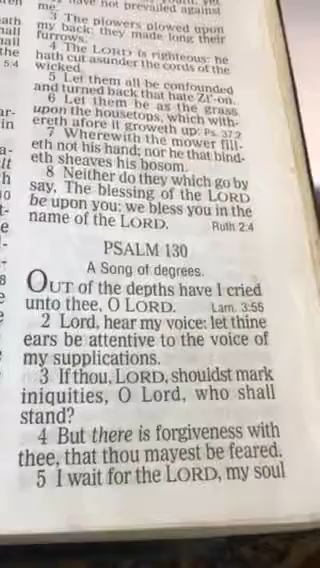 have not prevailed against
me.
3 The plowers plowed upon
my back: they made long their
furrows.
4 The LORD is righteous: he
hath cut asunder the cords of the
wicked.
5 Let them all be confounded
and turned back that hate Zi'-on.
6 Let them be as the grass
upon the housetops, which with-
ereth afore it groweth up: Ps. 37:2
7 Wherewith the mower fill-
eth not his hand; nor he that bind-
eth sheaves his bosom.
8 Neither do they which go by
say, The blessing of the LORD
be upon you: we bless you in the
name of the LORD. Ruth 2:4
PSALM 130
A Song of degrees.
OUT of the depths have I cried
unto thee, O LORD. Lam. 3:55
2 Lord, hear my voice: let thine
ears be attentive to the voice of
my supplications.
3 If thou, LORD, shouldst mark
iniquities, O Lord, who shall
stand?
4 But there is forgiveness with
thee, that thou mayest be feared.
5 I wait for the LORD, my soul